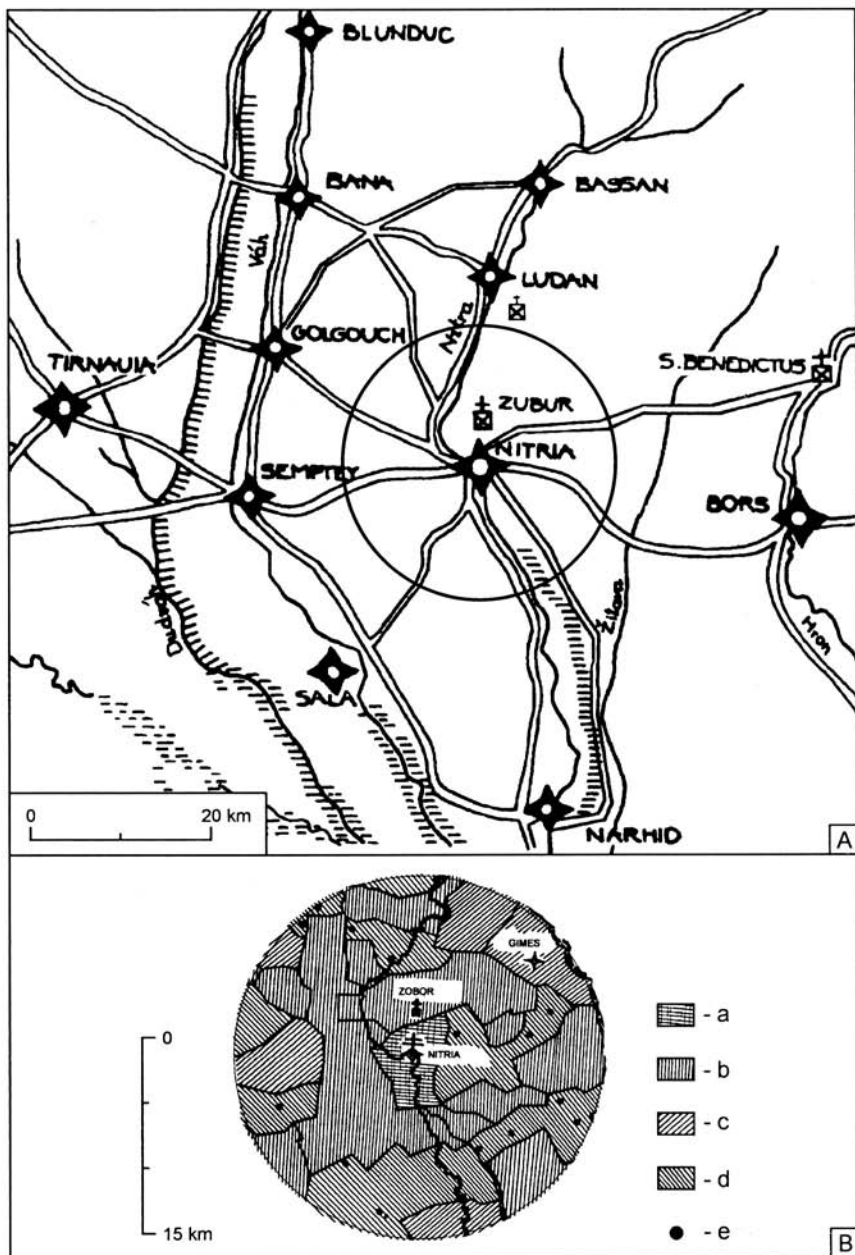 BLUNDUC
BANA
BASSAN
Váh
LUDAN
Nitra
GOLGOUCH
TIRNAUIA
S. BENEDICTUS
ZUBUR
NITRIA
SEMPTEY
BORS
Dudváh
Žitava
Hron
SALA
0 20 km
NARHID
A
GIMES
ZOBOR
NITRIA
0
15 km
- a
- b
- c
- d
- e
B